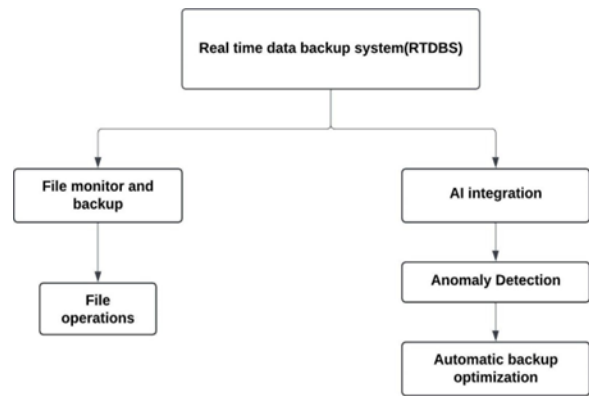 Real time data backup system(RTDBS)
File monitor and
backup
AI integration
File
operations
Anomaly Detection
Automatic backup
optimization